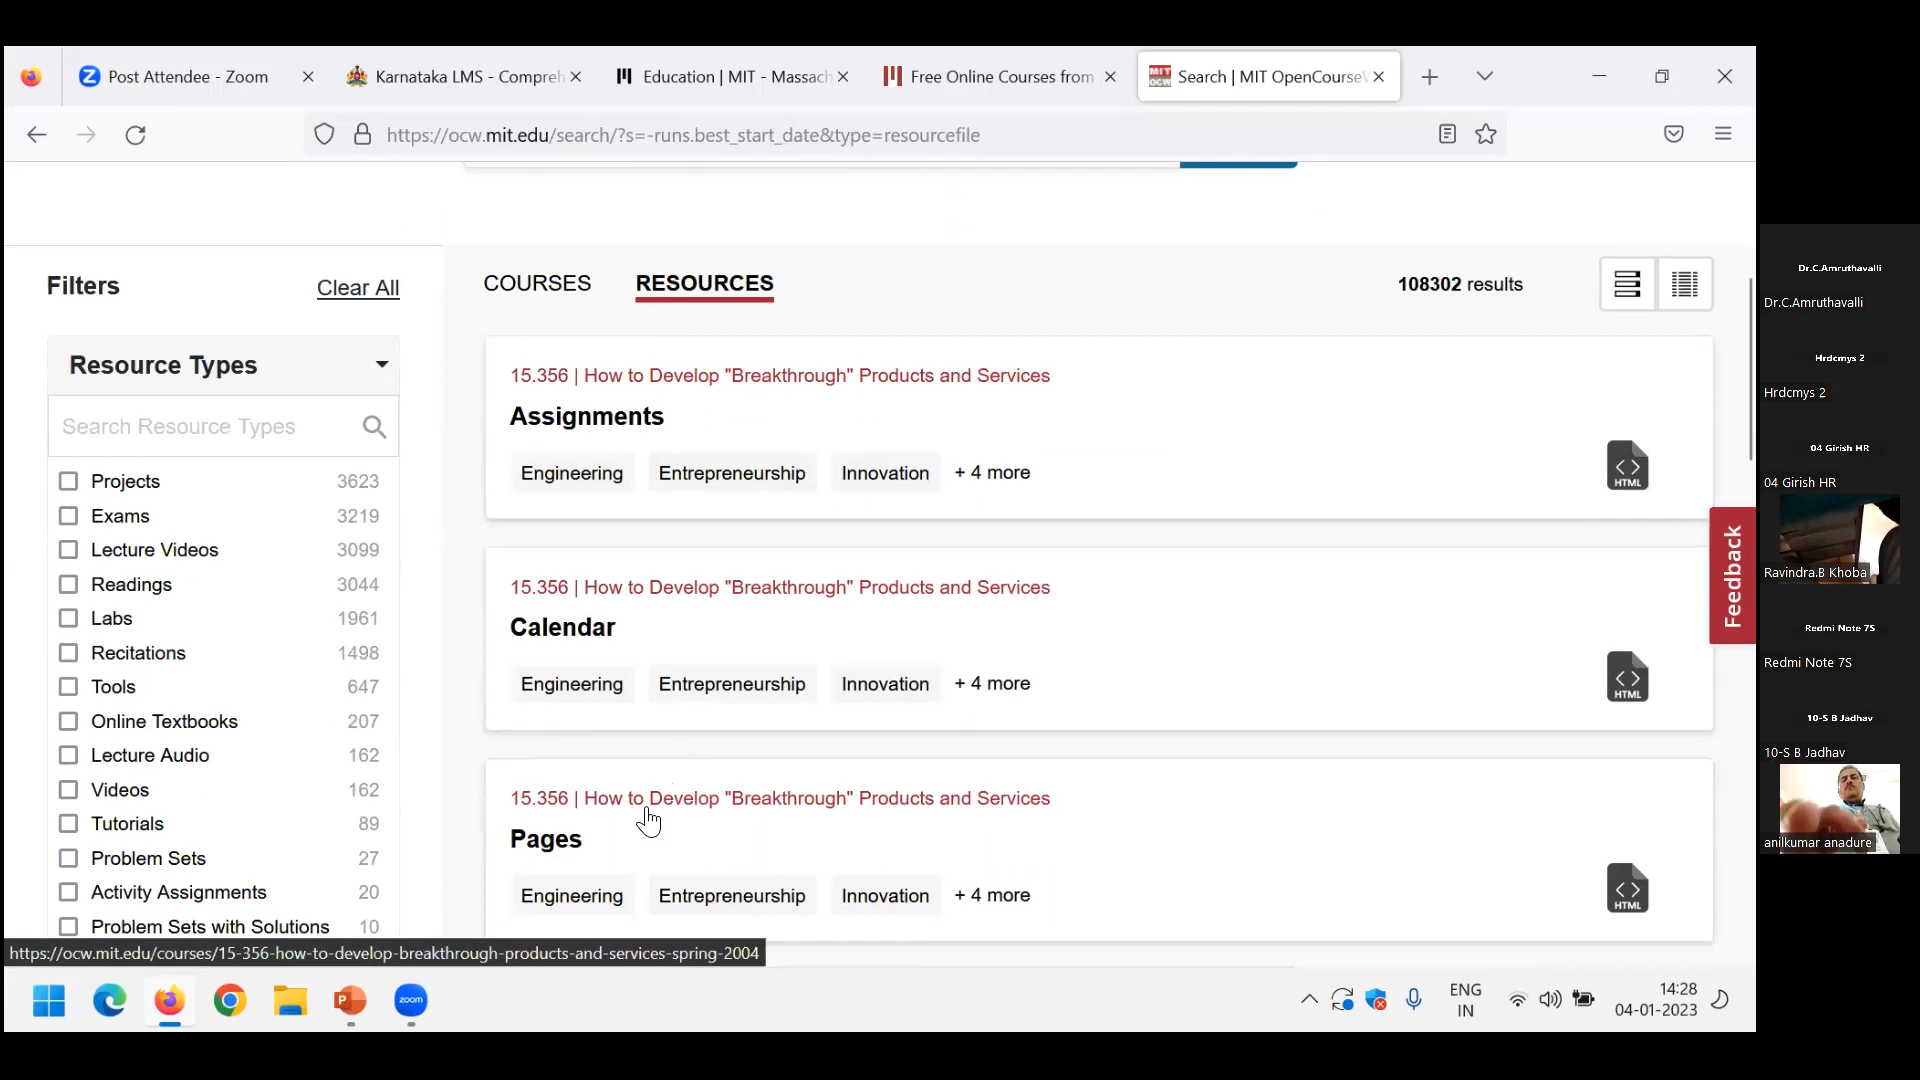 Post Attendee - Zoom
Karnataka LMS - Compreh
Education | MIT - Massach
Free Online Courses from
Search | MIT OpenCourseW
https://ocw.mit.edu/search/?s=-runs.best_start_date&type=resourcefile
Filters
Clear All
Resource Types
Search Resource Types
Projects 3623
Exams 3219
Lecture Videos 3099
Readings 3044
Labs 1961
Recitations 1498
Tools 647
Online Textbooks 207
Lecture Audio 162
Videos 162
Tutorials 89
Problem Sets 27
Activity Assignments 20
Problem Sets with Solutions 10
COURSES RESOURCES 108302 results
15.356 | How to Develop "Breakthrough" Products and Services
Assignments
Engineering Entrepreneurship Innovation + 4 more
HTML
15.356 | How to Develop "Breakthrough" Products and Services
Calendar
Engineering Entrepreneurship Innovation + 4 more
HTML
15.356 | How to Develop "Breakthrough" Products and Services
Pages
Engineering Entrepreneurship Innovation + 4 more
HTML
Feedback
https://ocw.mit.edu/courses/15-356-how-to-develop-breakthrough-products-and-services-spring-2004
zoom
ENG
IN
14:28
04-01-2023
Dr.C.Amruthavalli
Dr.C.Amruthavalli
Hrdcmys 2
Hrdcmys 2
04 Girish HR
04 Girish HR
Ravindra.B Khoba
Redmi Note 7S
Redmi Note 7S
10-S B Jadhav
10-S B Jadhav
anilkumar anadure